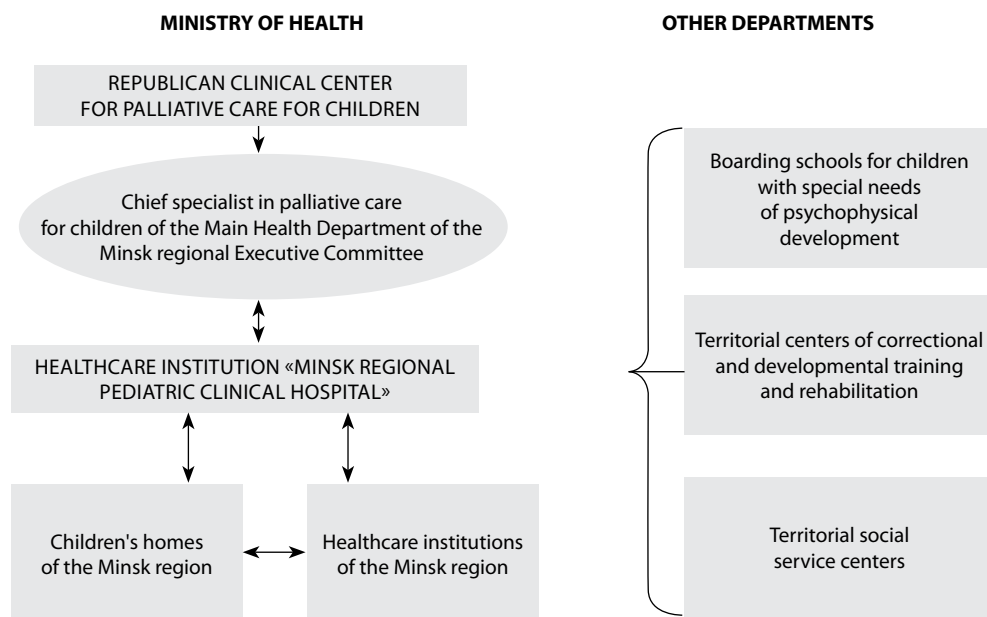 MINISTRY OF HEALTH
REPUBLICAN CLINICAL CENTER
FOR PALLIATIVE CARE FOR CHILDREN
Chief specialist in palliative care
for children of the Main Health Department of the
Minsk regional Executive Committee
HEALTHCARE INSTITUTION «MINSK REGIONAL
PEDIATRIC CLINICAL HOSPITAL»
Children's homes
of the Minsk region
Healthcare institutions
of the Minsk region
OTHER DEPARTMENTS
Boarding schools for children
with special needs
of psychophysical
development
Territorial centers of correctional
and developmental training
and rehabilitation
Territorial social
service centers